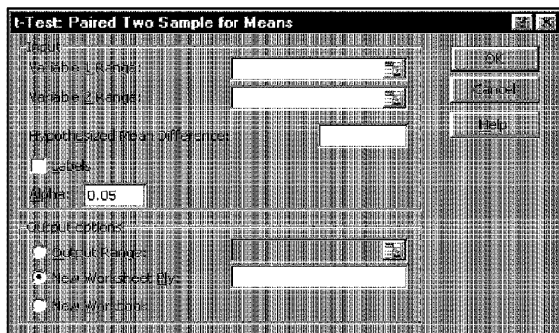 t-Test: Paired Two Sample for Means
Input
Variable 1 Range:
Variable 2 Range:
Hypothesized Mean Difference:
Labels
Alpha: 0.05
Output options
Output Range:
New Worksheet Ply:
New Workbook
OK
Cancel
Help